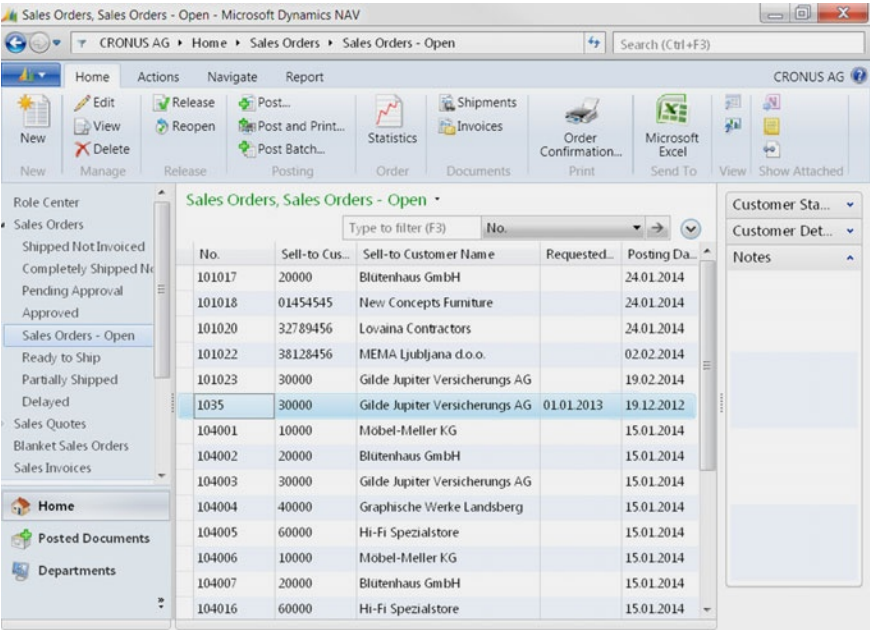 Sales Orders, Sales Orders - Open - Microsoft Dynamics NAV
CRONUS AG Home Sales Orders Sales Orders - Open
Search (Ctrl+F3)
Home Actions Navigate Report CRONUS AG
New
Edit
View
Delete
Release
Reopen
Post...
Post and Print...
Post Batch...
Statistics
Shipments
Invoices
Order
Confirmation...
Microsoft
Excel
New Manage Release Posting Order Documents Print Send To View Show Attached
Role Center
Sales Orders
Shipped Not Invoiced
Completely Shipped
Pending Approval
Approved
Sales Orders - Open
Ready to Ship
Partially Shipped
Delayed
Sales Quotes
Blanket Sales Orders
Sales Invoices
Home
Posted Documents
Departments
Sales Orders, Sales Orders - Open
Type to filter (F3) No.
No. Sell-to Cus... Sell-to Customer Name Requested... Posting Da...
101017 20000 Blütenhaus GmbH 24.01.2014
101018 01454545 New Concepts Furniture 24.01.2014
101020 32789456 Lovaina Contractors 24.01.2014
101022 38128456 MEMA Ljubljana d.o.o. 02.02.2014
101023 30000 Gilde Jupiter Versicherungs AG 19.02.2014
1035 30000 Gilde Jupiter Versicherungs AG 01.01.2013 19.12.2012
104001 10000 Möbel-Meller KG 15.01.2014
104002 20000 Blütenhaus GmbH 15.01.2014
104003 30000 Gilde Jupiter Versicherungs AG 15.01.2014
104004 40000 Graphische Werke Landsberg 15.01.2014
104005 60000 Hi-Fi Spezialstore 15.01.2014
104006 10000 Möbel-Meller KG 15.01.2014
104007 20000 Blütenhaus GmbH 15.01.2014
104016 60000 Hi-Fi Spezialstore 15.01.2014
Customer Sta...
Customer Det...
Notes